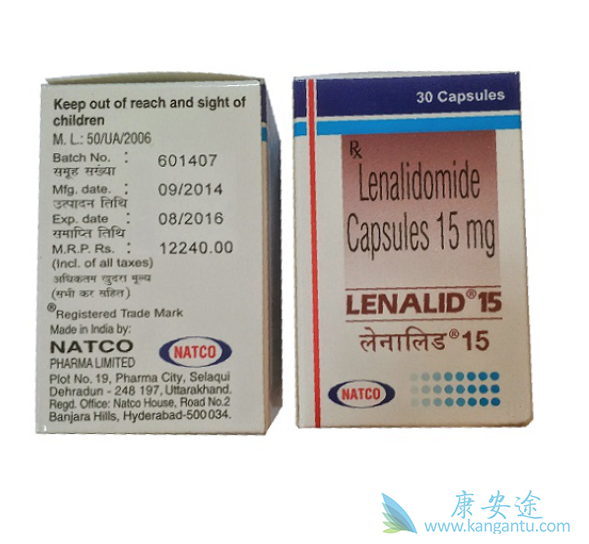 Keep out of reach and sight of
children
M. L.: 50/UA/2006
Batch No. : 601407
समूह संख्या
Mfg. date. : 09/2014
उत्पादन तिथि
Exp. date : 08/2016
समाप्ति तिथि
M.R.P. Rs. : 12240.00
(Incl. of all taxes)
अधिकतम खुदरा मूल्य
(सभी कर सहित)
®Registered Trade Mark
Made in India by:
NATCO
PHARMA LIMITED
NATCO
Plot No. 19, Pharma City, Selaqui
Dehradun - 248 197, Uttarakhand.
Regd. Office: Natco House, Road No.2
Banjara Hills, Hyderabad-500 034.
30 Capsules
Rx
Lenalidomide
Capsules 15 mg
LENALID®15
लेनालिड®15
NATCO
康安途
www.kangantu.com